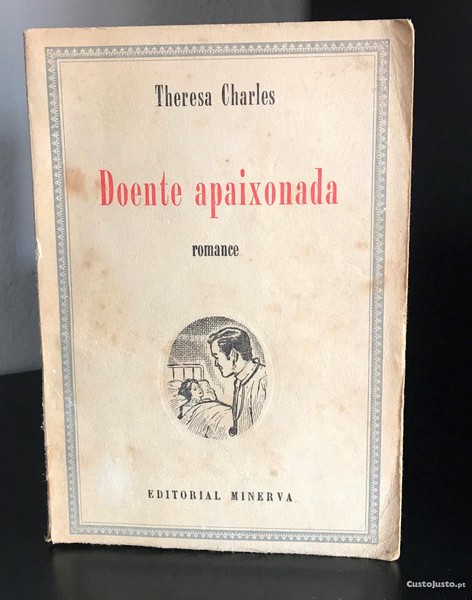 Theresa Charles
Doente apaixonada
romance
EDITORIAL MINERVA
CustoJusto.pt